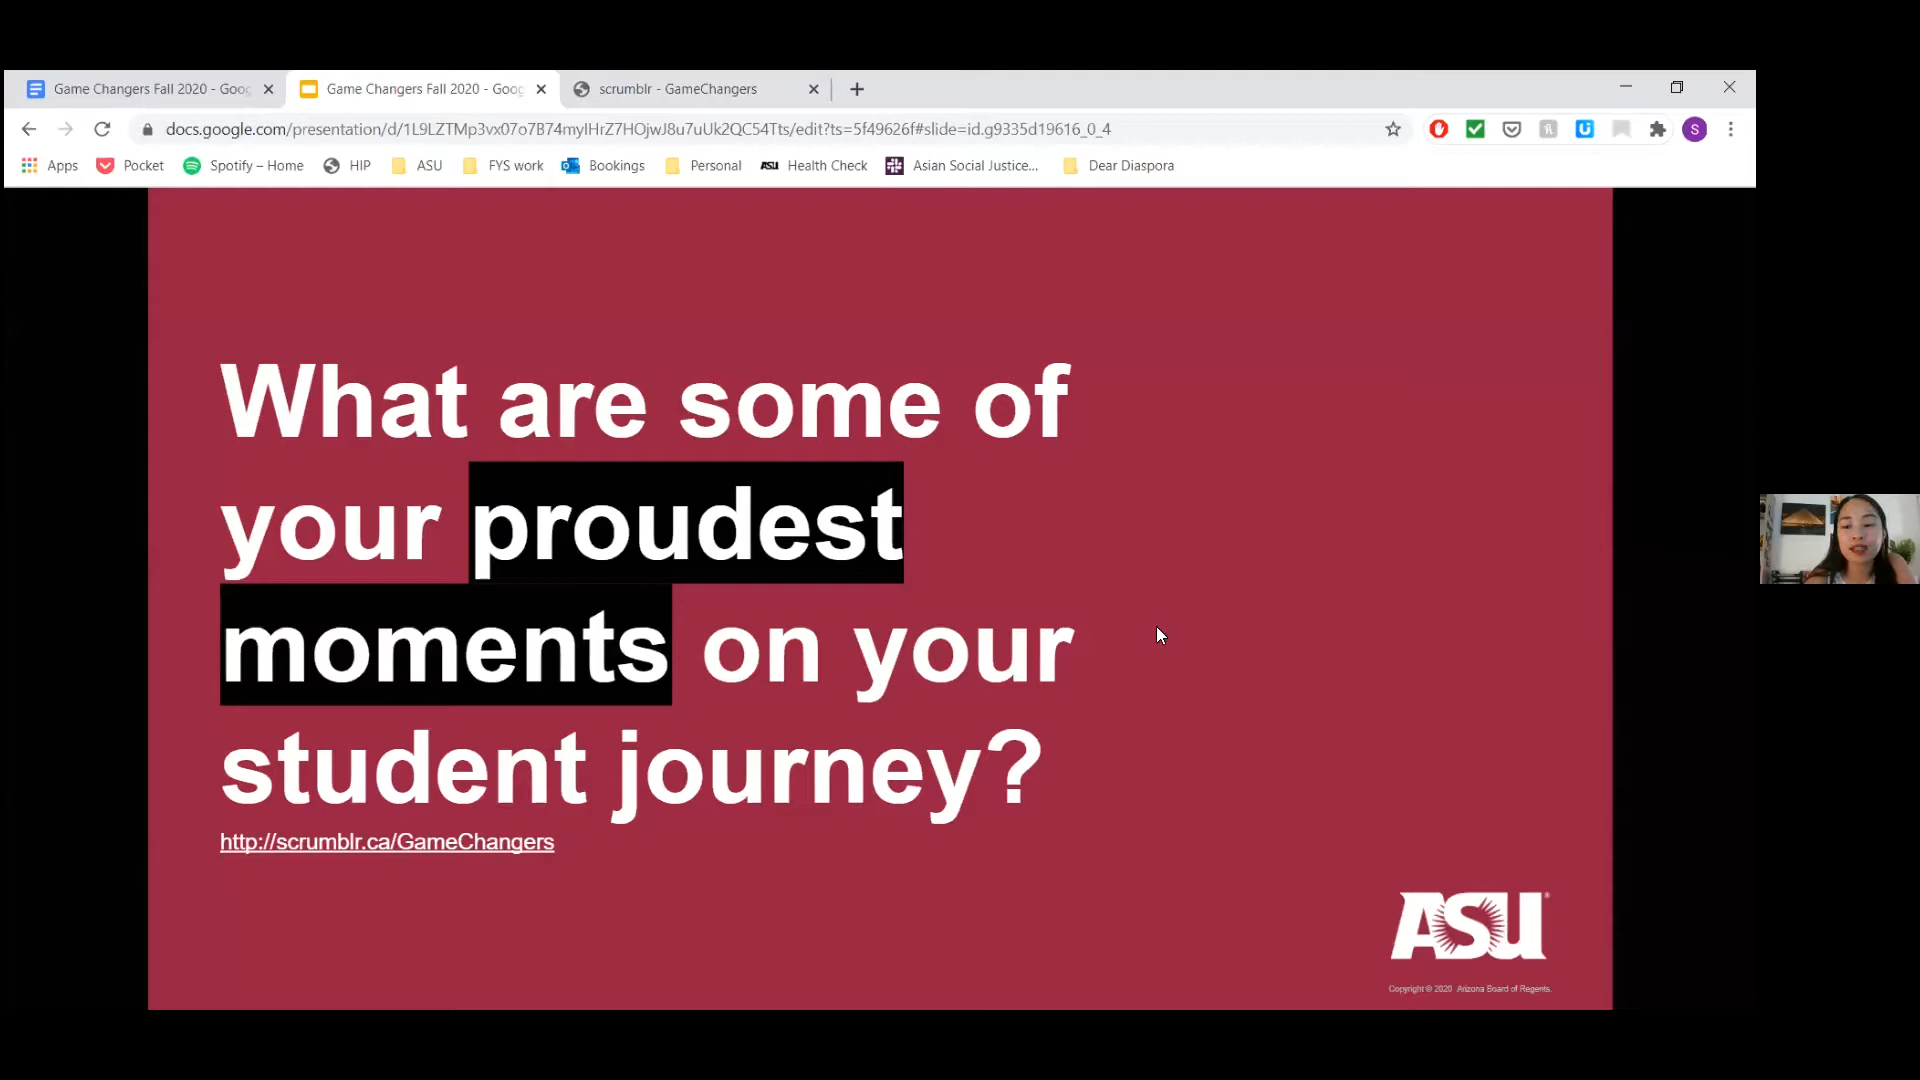 Game Changers Fall 2020 - Goog
Game Changers Fall 2020 - Goog
scrumblr - GameChangers
docs.google.com/presentation/d/1L9LZTMp3vx07o7B74mylHrZ7HOjwJ8u7uUk2QC54Tts/edit?ts=5f49626f#slide=id.g9335d19616_0_4
S
Apps
Pocket
Spotify – Home
HIP
ASU
FYS work
Bookings
Personal
ASU
Health Check
Asian Social Justice...
Dear Diaspora
What are some of
your proudest
moments on your
student journey?
http://scrumblr.ca/GameChangers
ASU
Copyright © 2020 Arizona Board of Regents.